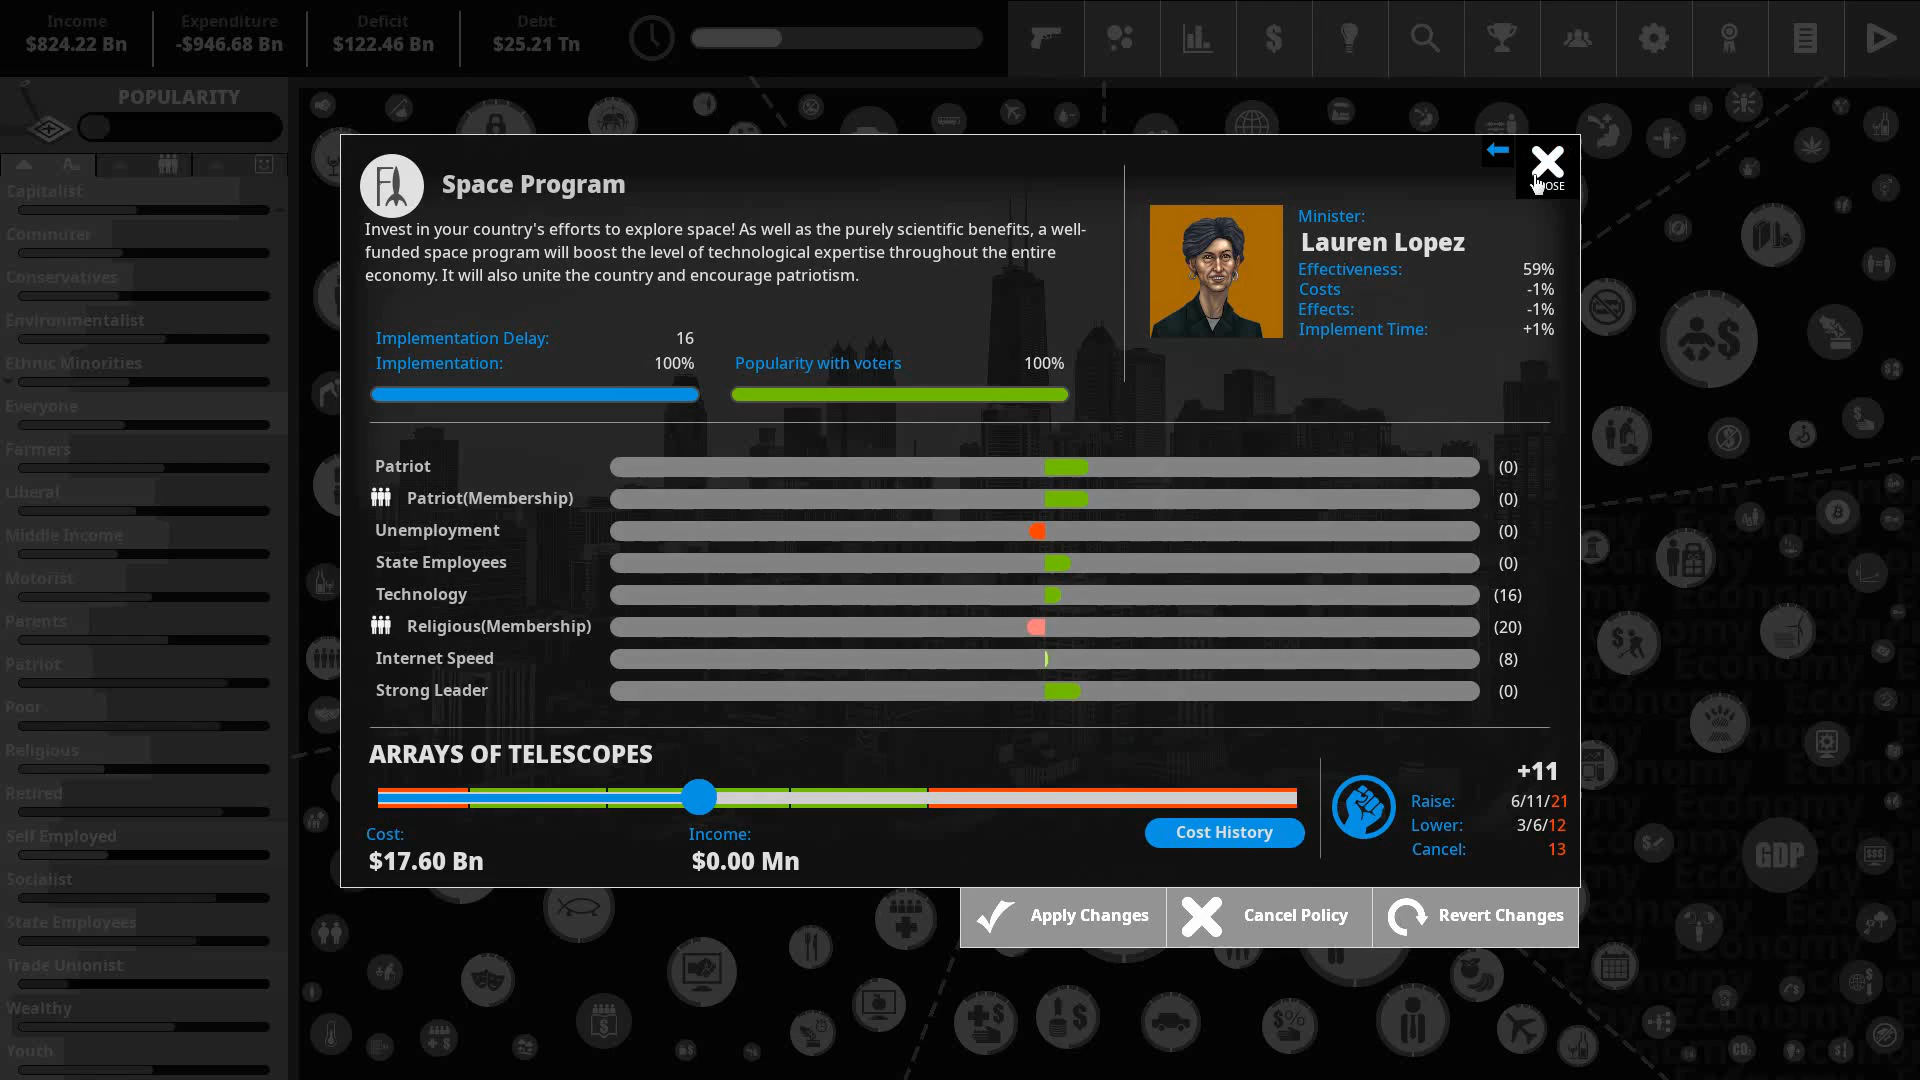 Income
$824.22 Bn
Expenditure
-$946.68 Bn
Deficit
$122.46 Bn
Debt
$25.21 Tn
POPULARITY
Capitalist
Commuter
Conservatives
Environmentalist
Ethnic Minorities
Everyone
Farmers
Liberal
Middle Income
Motorist
Parents
Patriot
Poor
Religious
Retired
Self Employed
Socialist
State Employees
Trade Unionist
Wealthy
Youth
Space Program
Invest in your country's efforts to explore space! As well as the purely scientific benefits, a well-
funded space program will boost the level of technological expertise throughout the entire
economy. It will also unite the country and encourage patriotism.
Implementation Delay: 16
Implementation: 100%
Popularity with voters 100%
Minister:
Lauren Lopez
Effectiveness: 59%
Costs -1%
Effects: -1%
Implement Time: +1%
Patriot (0)
Patriot(Membership) (0)
Unemployment (0)
State Employees (0)
Technology (16)
Religious(Membership) (20)
Internet Speed (8)
Strong Leader (0)
ARRAYS OF TELESCOPES
Cost:
$17.60 Bn
Income:
$0.00 Mn
Cost History
+11
Raise: 6/11/21
Lower: 3/6/12
Cancel: 13
Apply Changes
Cancel Policy
Revert Changes
GDP
Economy